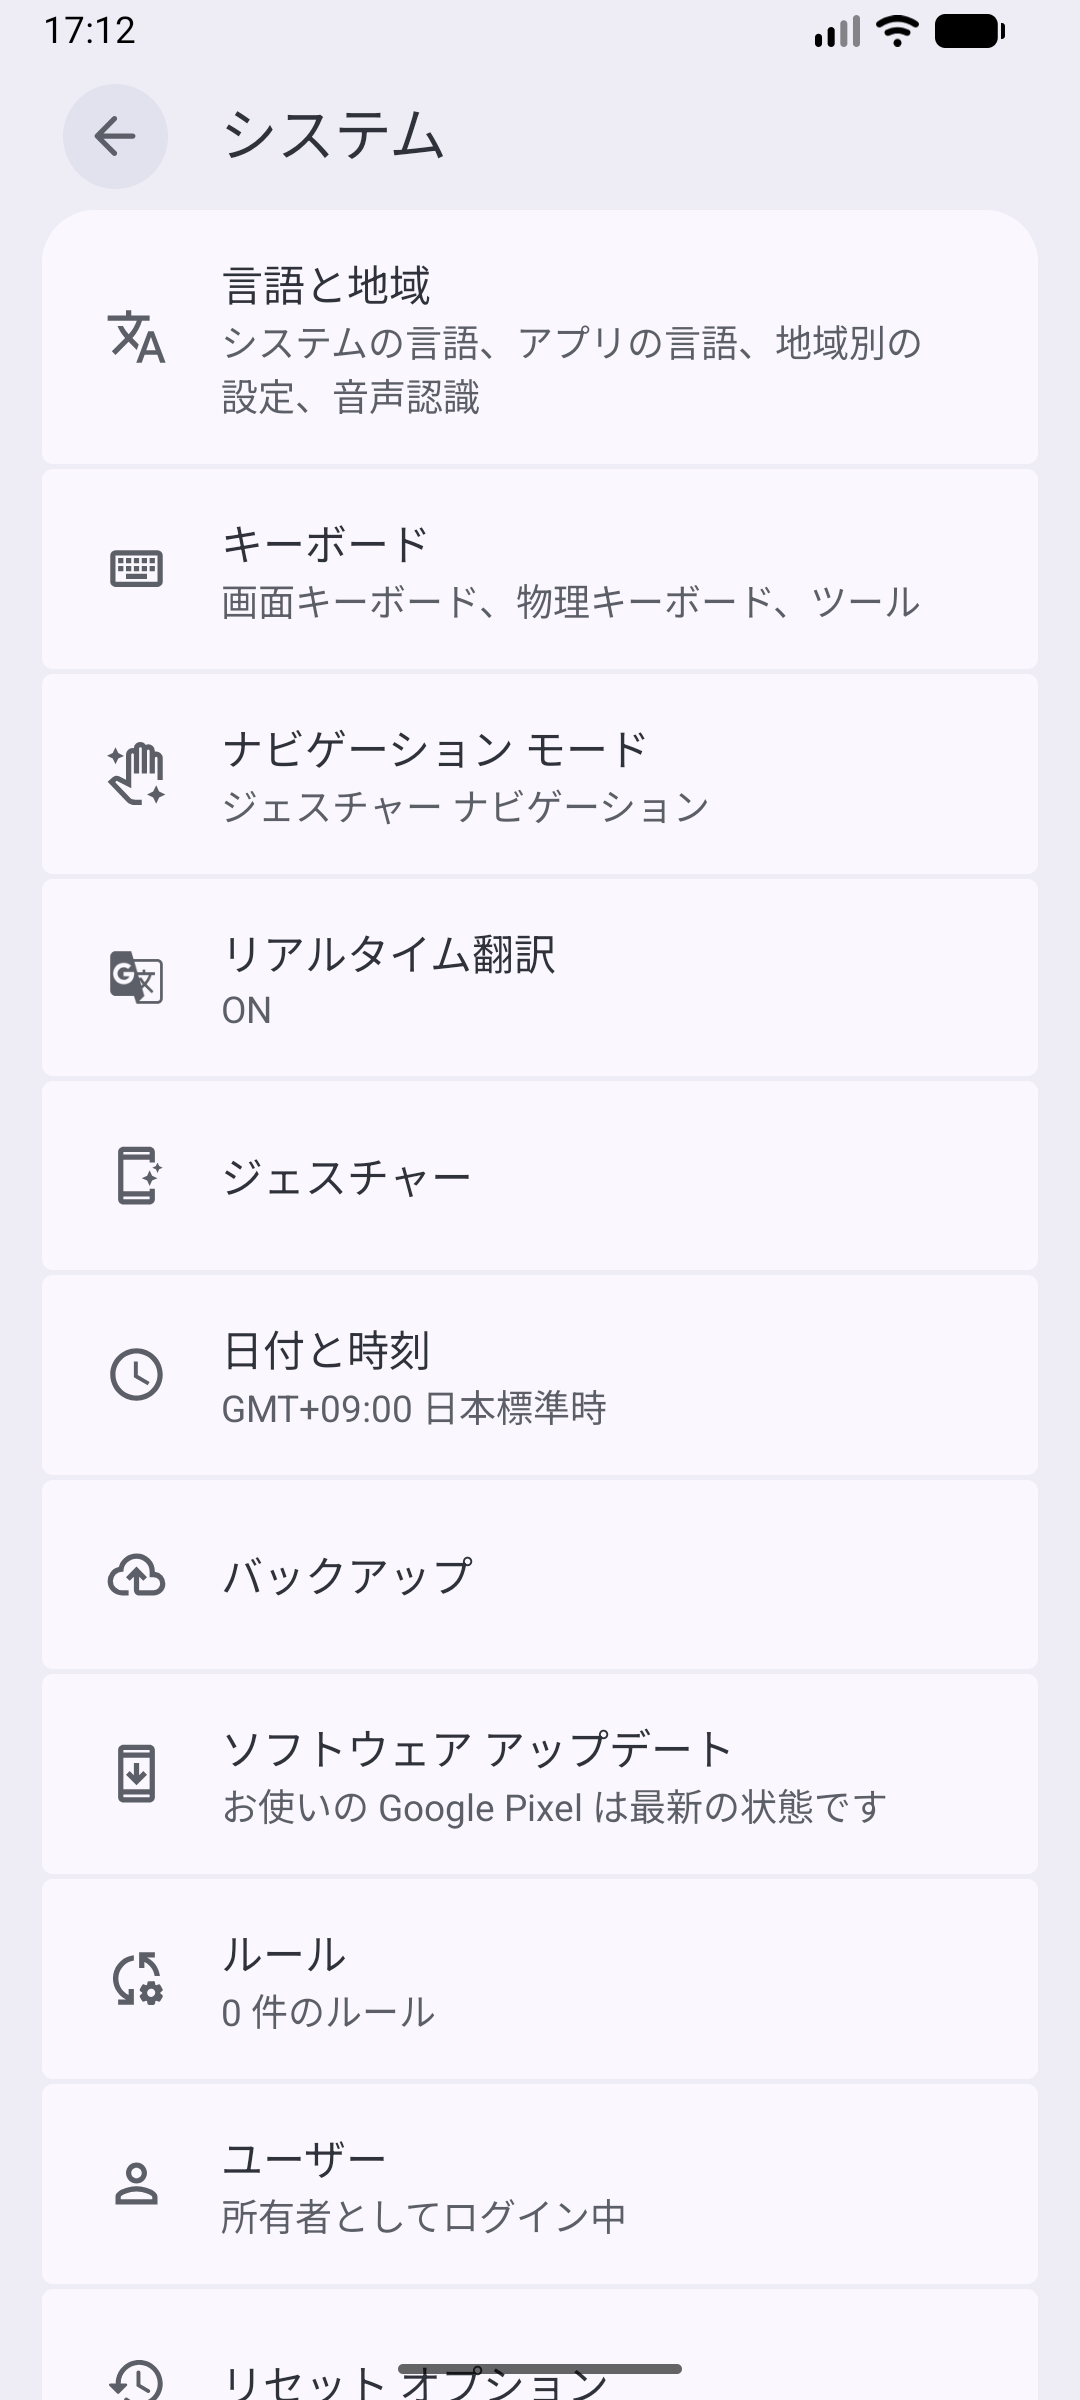 17:12
システム
言語と地域
システムの言語、アプリの言語、地域別の
設定、音声認識
キーボード
画面キーボード、物理キーボード、ツール
ナビゲーション モード
ジェスチャー ナビゲーション
リアルタイム翻訳
ON
ジェスチャー
日付と時刻
GMT+09:00 日本標準時
バックアップ
ソフトウェア アップデート
お使いの Google Pixel は最新の状態です
ルール
0 件のルール
ユーザー
所有者としてログイン中
リセット オプション